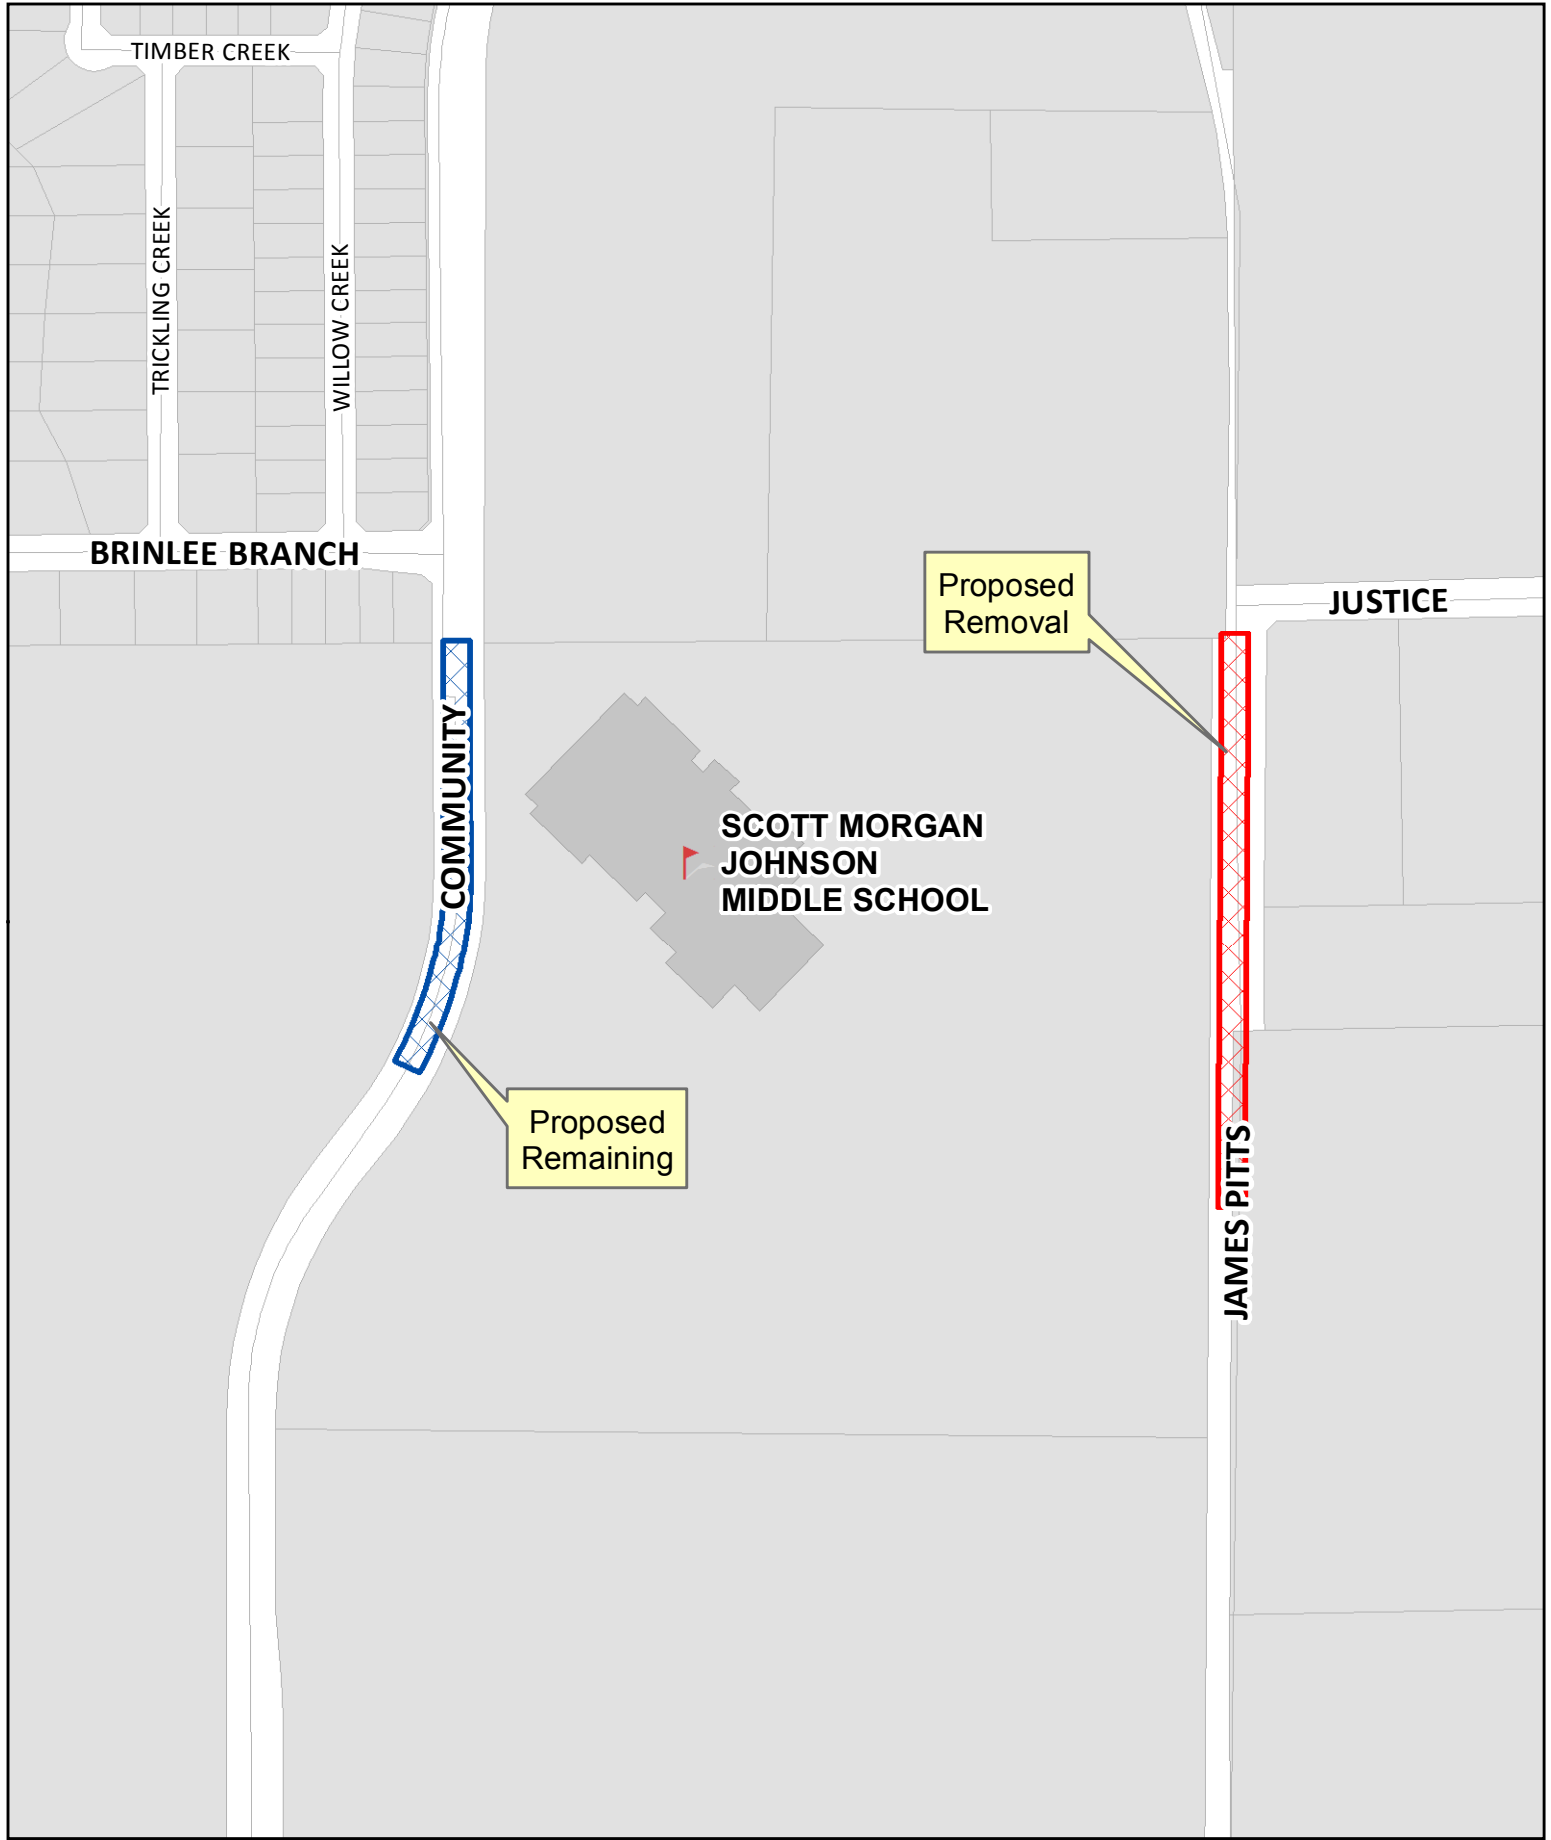 TIMBER CREEK
TRICKLING CREEK
WILLOW CREEK
BRINLEE BRANCH
Proposed
Removal
JUSTICE
COMMUNITY
SCOTT MORGAN
JOHNSON
MIDDLE SCHOOL
Proposed
Remaining
JAMES PITTS